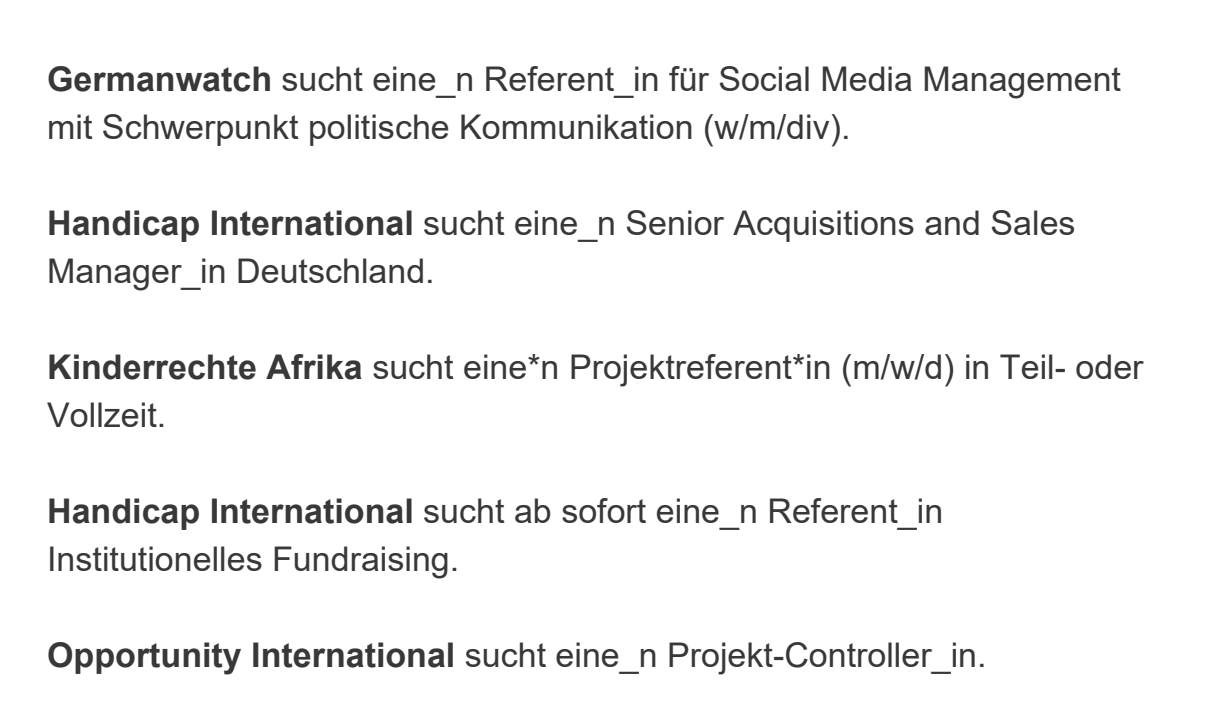 Germanwatch sucht eine_n Referent_in für Social Media Management
mit Schwerpunkt politische Kommunikation (w/m/div).
Handicap International sucht eine_n Senior Acquisitions and Sales
Manager_in Deutschland.
Kinderrechte Afrika sucht eine*n Projektreferent*in (m/w/d) in Teil- oder
Vollzeit.
Handicap International sucht ab sofort eine_n Referent_in
Institutionelles Fundraising.
Opportunity International sucht eine_n Projekt-Controller_in.